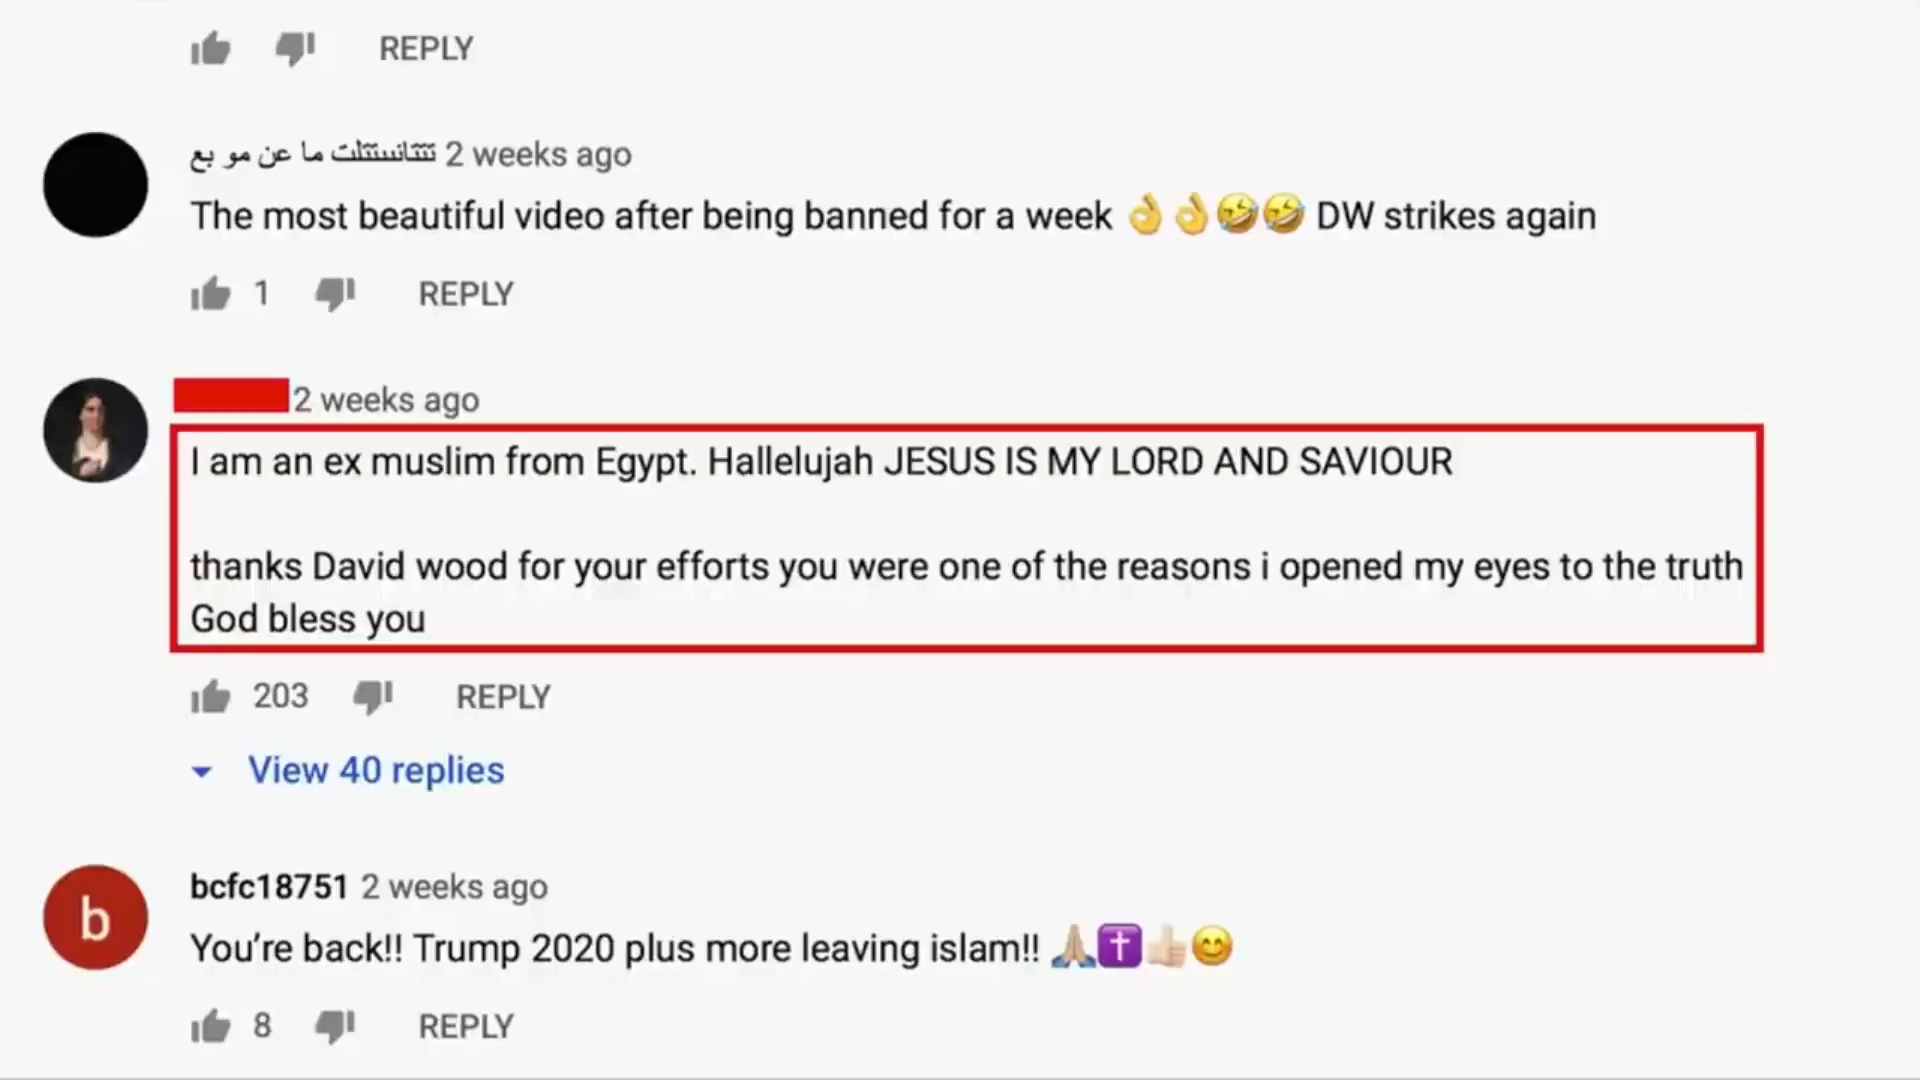 REPLY
تتتانستتلت ما عن مو بع 2 weeks ago
The most beautiful video after being banned for a week 👌👌🤣🤣 DW strikes again
1 REPLY
2 weeks ago
I am an ex muslim from Egypt. Hallelujah JESUS IS MY LORD AND SAVIOUR
thanks David wood for your efforts you were one of the reasons i opened my eyes to the truth
God bless you
203 REPLY
View 40 replies
b
bcfc18751 2 weeks ago
You're back!! Trump 2020 plus more leaving islam!! 🙏🏼✝️👍🏻😊
8 REPLY